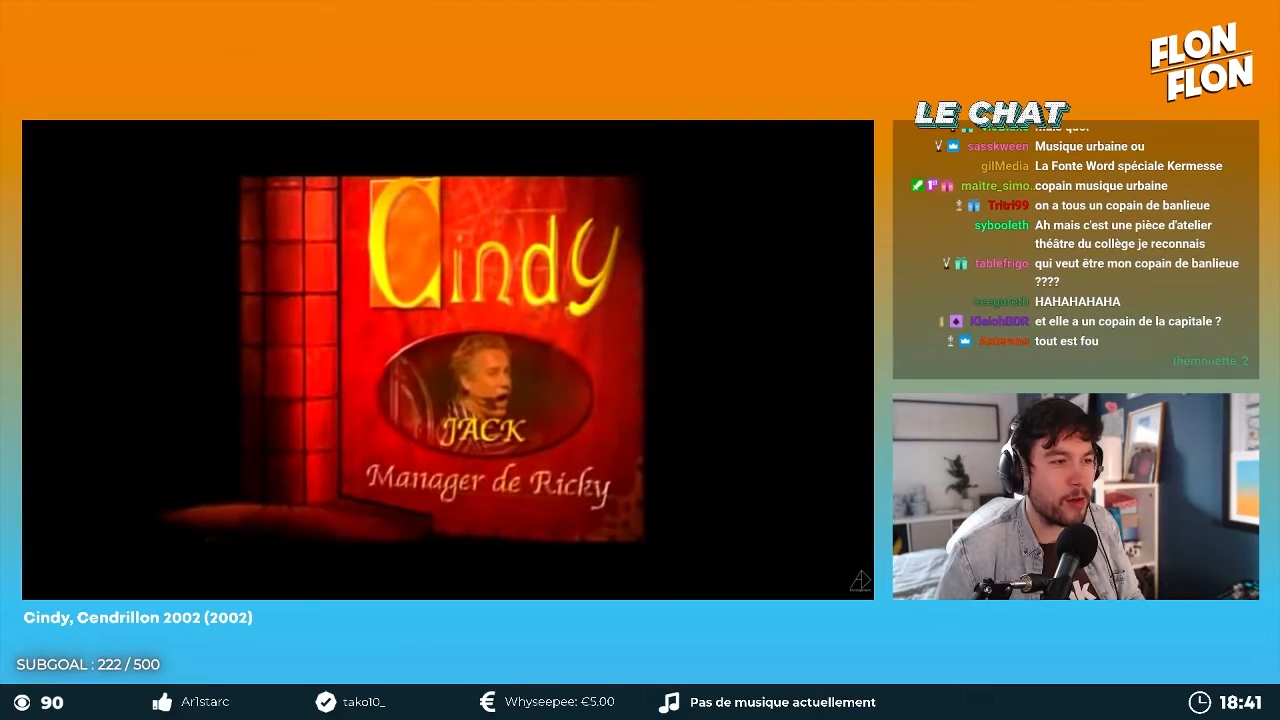 FLON
FLON
LE CHAT
mais quoi
sasskween Musique urbaine ou
gilMedia La Fonte Word spéciale Kermesse
maitre_simo.. copain musique urbaine
Tritri99 on a tous un copain de banlieue
sybooleth Ah mais c'est une pièce d'atelier
théâtre du collège je reconnais
tablefrigo qui veut être mon copain de banlieue
????
HAHAHAHAHA
KleiohBDR et elle a un copain de la capitale ?
tout est fou
Cindy
JACK
Manager de Ricky
Cindy, Cendrillon 2002 (2002)
SUBGOAL : 222 / 500
90
Ar1starc
tako10_
Whyseepee: €5.00
Pas de musique actuellement
18:41